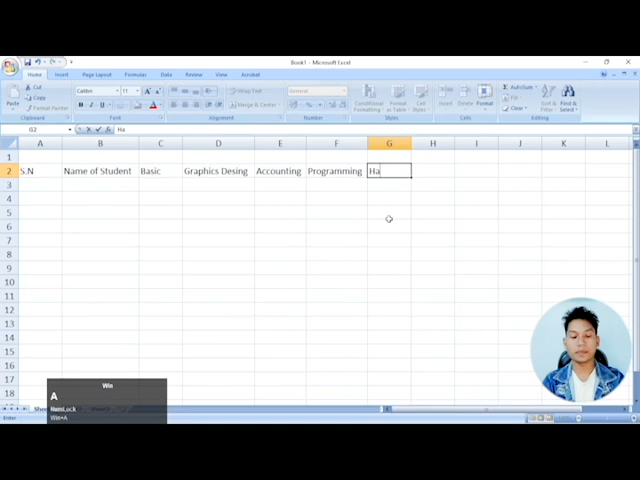 Book1 - Microsoft Excel
Home Insert Page Layout Formulas Data Review View Acrobat
Cut
Copy
Format Painter
Paste
Clipboard
Calibri 11
B I U
Font
Wrap Text
Merge & Center
Alignment
General
Number
Conditional Formatting
Format as Table
Cell Styles
Styles
Insert Delete Format
Cells
AutoSum
Fill
Clear
Sort & Filter
Find & Select
Editing
G2 Ha
A B C D E F G H I J K L
1
2 S.N Name of Student Basic Graphics Desing Accounting Programming Ha
3
4
5
6
7
8
9
10
11
12
13
14
15
16
17
18
Win
A
NumLock
Win+A
Enter